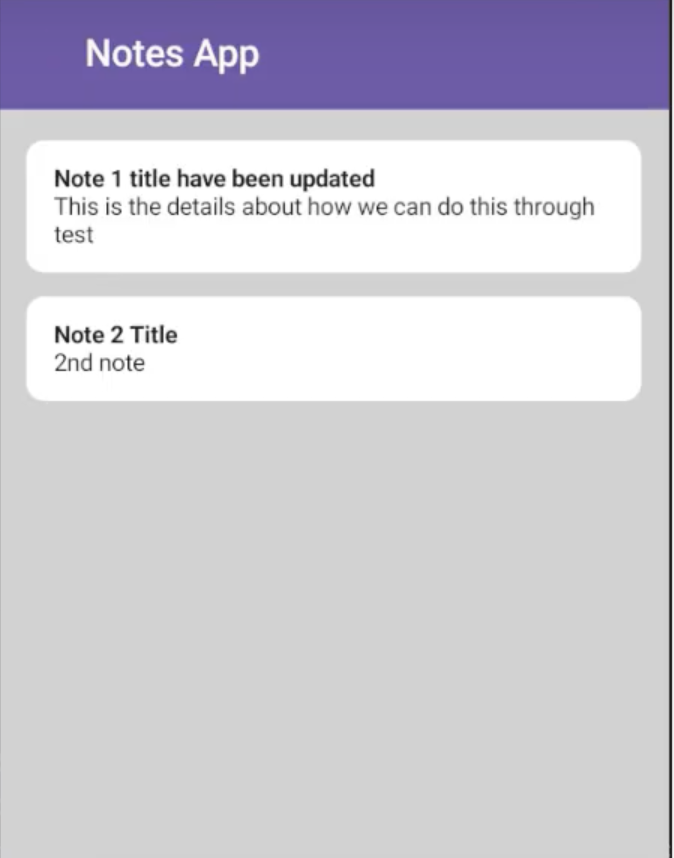 Notes App
Note 1 title have been updated
This is the details about how we can do this through
test
Note 2 Title
2nd note